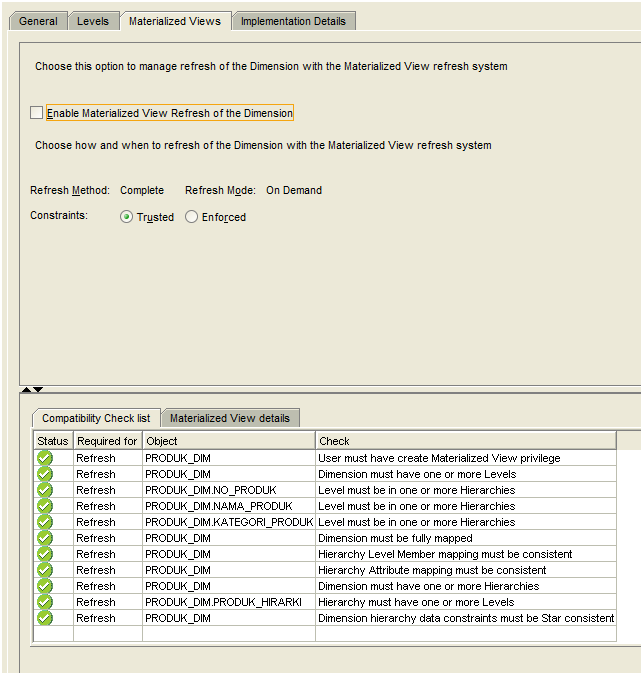 General Levels Materialized Views Implementation Details
Choose this option to manage refresh of the Dimension with the Materialized View refresh system
Enable Materialized View Refresh of the Dimension
Choose how and when to refresh of the Dimension with the Materialized View refresh system
Refresh Method: Complete Refresh Mode: On Demand
Constraints: Trusted Enforced
Compatibility Check list Materialized View details
Status Required for Object Check
Refresh PRODUK_DIM User must have create Materialized View privilege
Refresh PRODUK_DIM Dimension must have one or more Levels
Refresh PRODUK_DIM.NO_PRODUK Level must be in one or more Hierarchies
Refresh PRODUK_DIM.NAMA_PRODUK Level must be in one or more Hierarchies
Refresh PRODUK_DIM.KATEGORI_PRODUK Level must be in one or more Hierarchies
Refresh PRODUK_DIM Dimension must be fully mapped
Refresh PRODUK_DIM Hierarchy Level Member mapping must be consistent
Refresh PRODUK_DIM Hierarchy Attribute mapping must be consistent
Refresh PRODUK_DIM Dimension must have one or more Hierarchies
Refresh PRODUK_DIM.PRODUK_HIRARKI Hierarchy must have one or more Levels
Refresh PRODUK_DIM Dimension hierarchy data constraints must be Star consistent